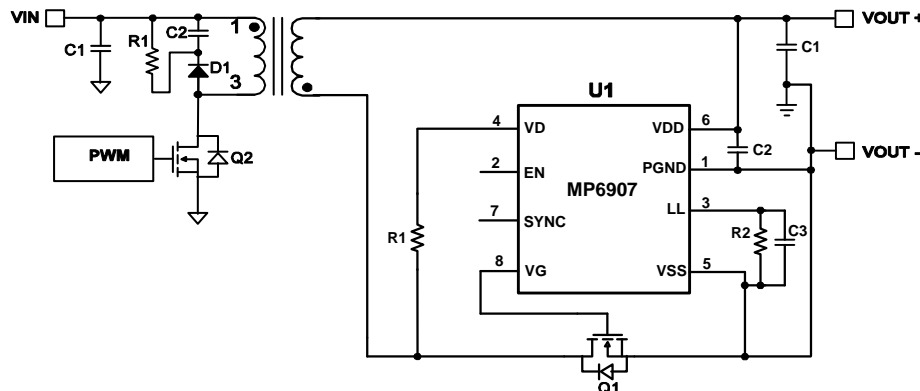 VIN
C1
R1
C2
1
D1
3
PWM
Q2
VOUT +
C1
U1
4
VD
VDD
6
C2
2
EN
PGND
1
VOUT -
MP6907
7
SYNC
LL
3
R1
R2
C3
8
VG
VSS
5
Q1